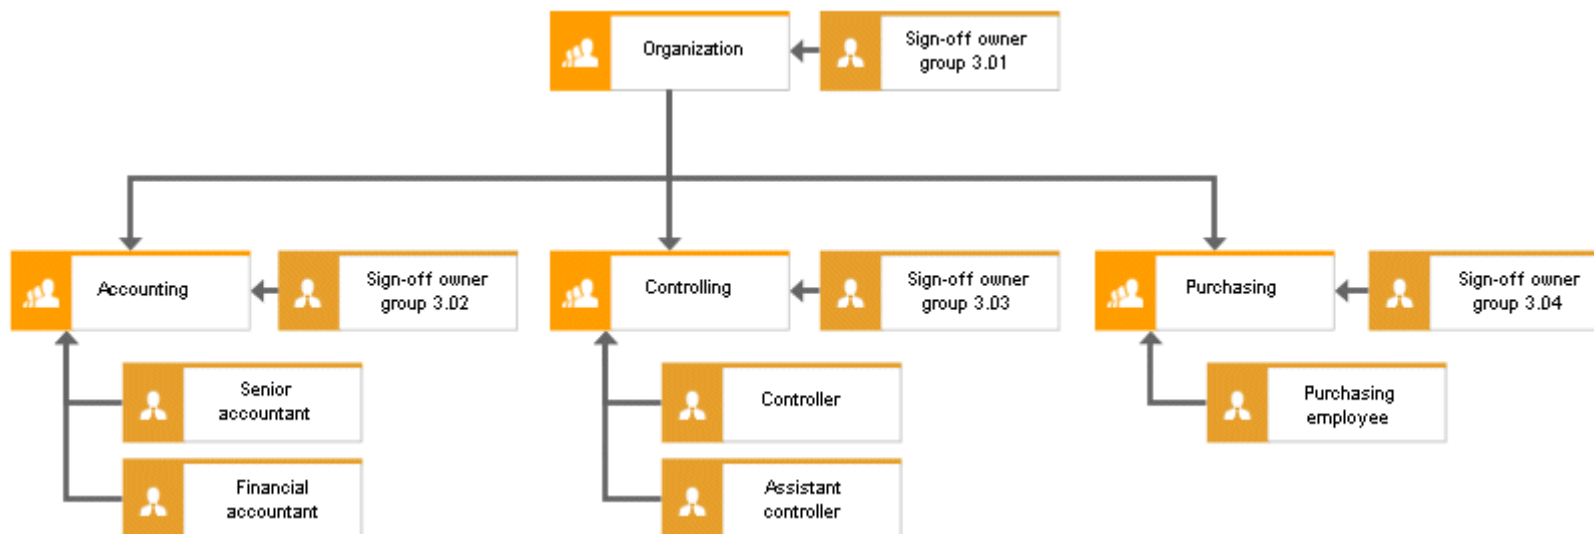 Organization
Sign-off owner
group 3.01
Accounting
Sign-off owner
group 3.02
Controlling
Sign-off owner
group 3.03
Purchasing
Sign-off owner
group 3.04
Senior
accountant
Controller
Purchasing
employee
Financial
accountant
Assistant
controller